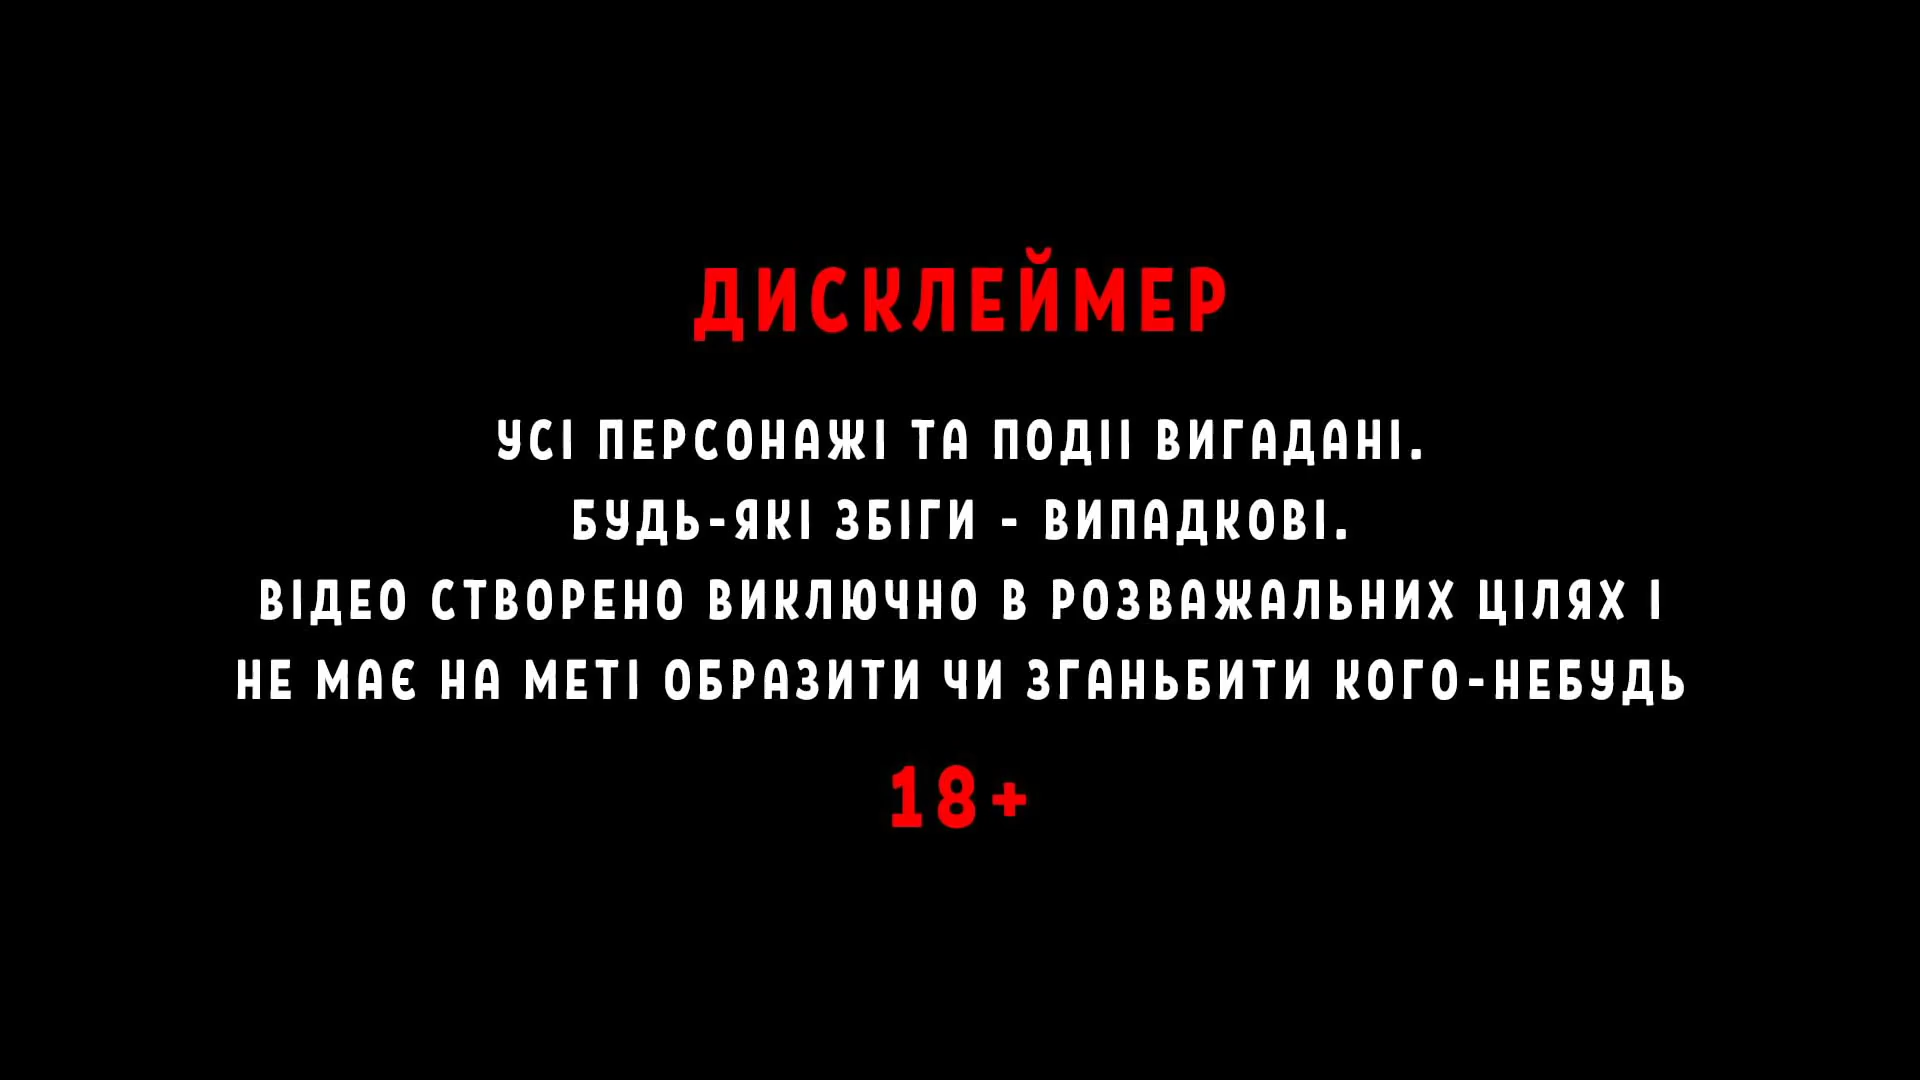 ДИСКЛЕЙМЕР
УСІ ПЕРСОНАЖІ ТА ПОДІІ ВИГАДАНІ.
БУДЬ-ЯКІ ЗБІГИ - ВИПАДКОВІ.
ВІДЕО СТВОРЕНО ВИКЛЮЧНО В РОЗВАЖАЛЬНИХ ЦІЛЯХ І
НЕ МАЄ НА МЕТІ ОБРАЗИТИ ЧИ ЗГАНЬБИТИ КОГО-НЕБУДЬ
18+